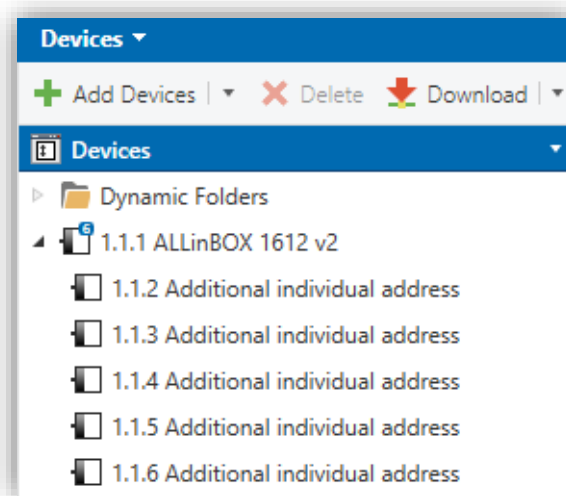 Devices
Add Devices Delete Download
Devices
Dynamic Folders
6
1.1.1 ALLinBOX 1612 v2
1.1.2 Additional individual address
1.1.3 Additional individual address
1.1.4 Additional individual address
1.1.5 Additional individual address
1.1.6 Additional individual address